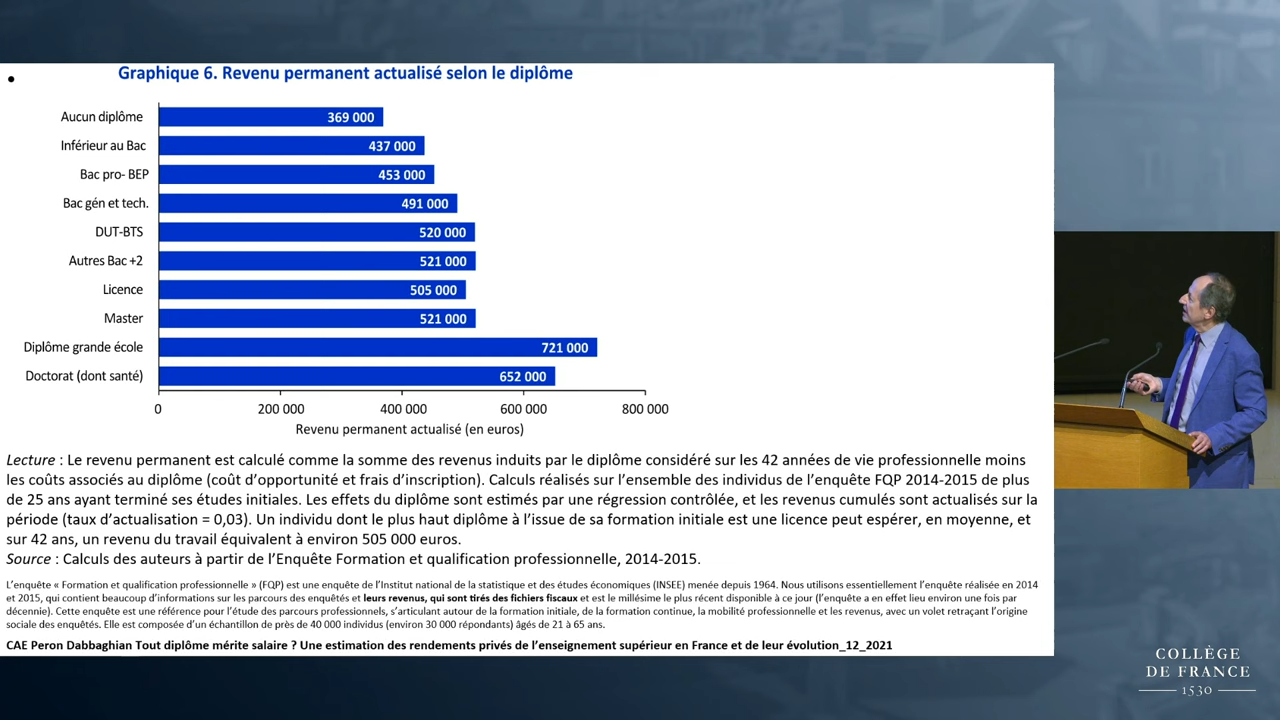 Graphique 6. Revenu permanent actualisé selon le diplôme
Aucun diplôme 369 000
Inférieur au Bac 437 000
Bac pro- BEP 453 000
Bac gén et tech. 491 000
DUT-BTS 520 000
Autres Bac +2 521 000
Licence 505 000
Master 521 000
Diplôme grande école 721 000
Doctorat (dont santé) 652 000
0 200 000 400 000 600 000 800 000
Revenu permanent actualisé (en euros)
Lecture : Le revenu permanent est calculé comme la somme des revenus induits par le diplôme considéré sur les 42 années de vie professionnelle moins
les coûts associés au diplôme (coût d'opportunité et frais d'inscription). Calculs réalisés sur l'ensemble des individus de l'enquête FQP 2014-2015 de plus
de 25 ans ayant terminé ses études initiales. Les effets du diplôme sont estimés par une régression contrôlée, et les revenus cumulés sont actualisés sur la
période (taux d'actualisation = 0,03). Un individu dont le plus haut diplôme à l'issue de sa formation initiale est une licence peut espérer, en moyenne, et
sur 42 ans, un revenu du travail équivalent à environ 505 000 euros.
Source : Calculs des auteurs à partir de l'Enquête Formation et qualification professionnelle, 2014-2015.
L'enquête « Formation et qualification professionnelle » (FQP) est une enquête de l'Institut national de la statistique et des études économiques (INSEE) menée depuis 1964. Nous utilisons essentiellement l'enquête réalisée en 2014
et 2015, qui contient beaucoup d'informations sur les parcours des enquêtés et leurs revenus, qui sont tirés des fichiers fiscaux et est le millésime le plus récent disponible à ce jour (l'enquête a en effet lieu environ une fois par
décennie). Cette enquête est une référence pour l'étude des parcours professionnels, s'articulant autour de la formation initiale, de la formation continue, la mobilité professionnelle et les revenus, avec un volet retraçant l'origine
sociale des enquêtés. Elle est composée d'un échantillon de près de 40 000 individus (environ 30 000 répondants) âgés de 21 à 65 ans.
CAE Peron Dabbaghian Tout diplôme mérite salaire ? Une estimation des rendements privés de l'enseignement supérieur en France et de leur évolution_12_2021
COLLÈGE
DE FRANCE
1530